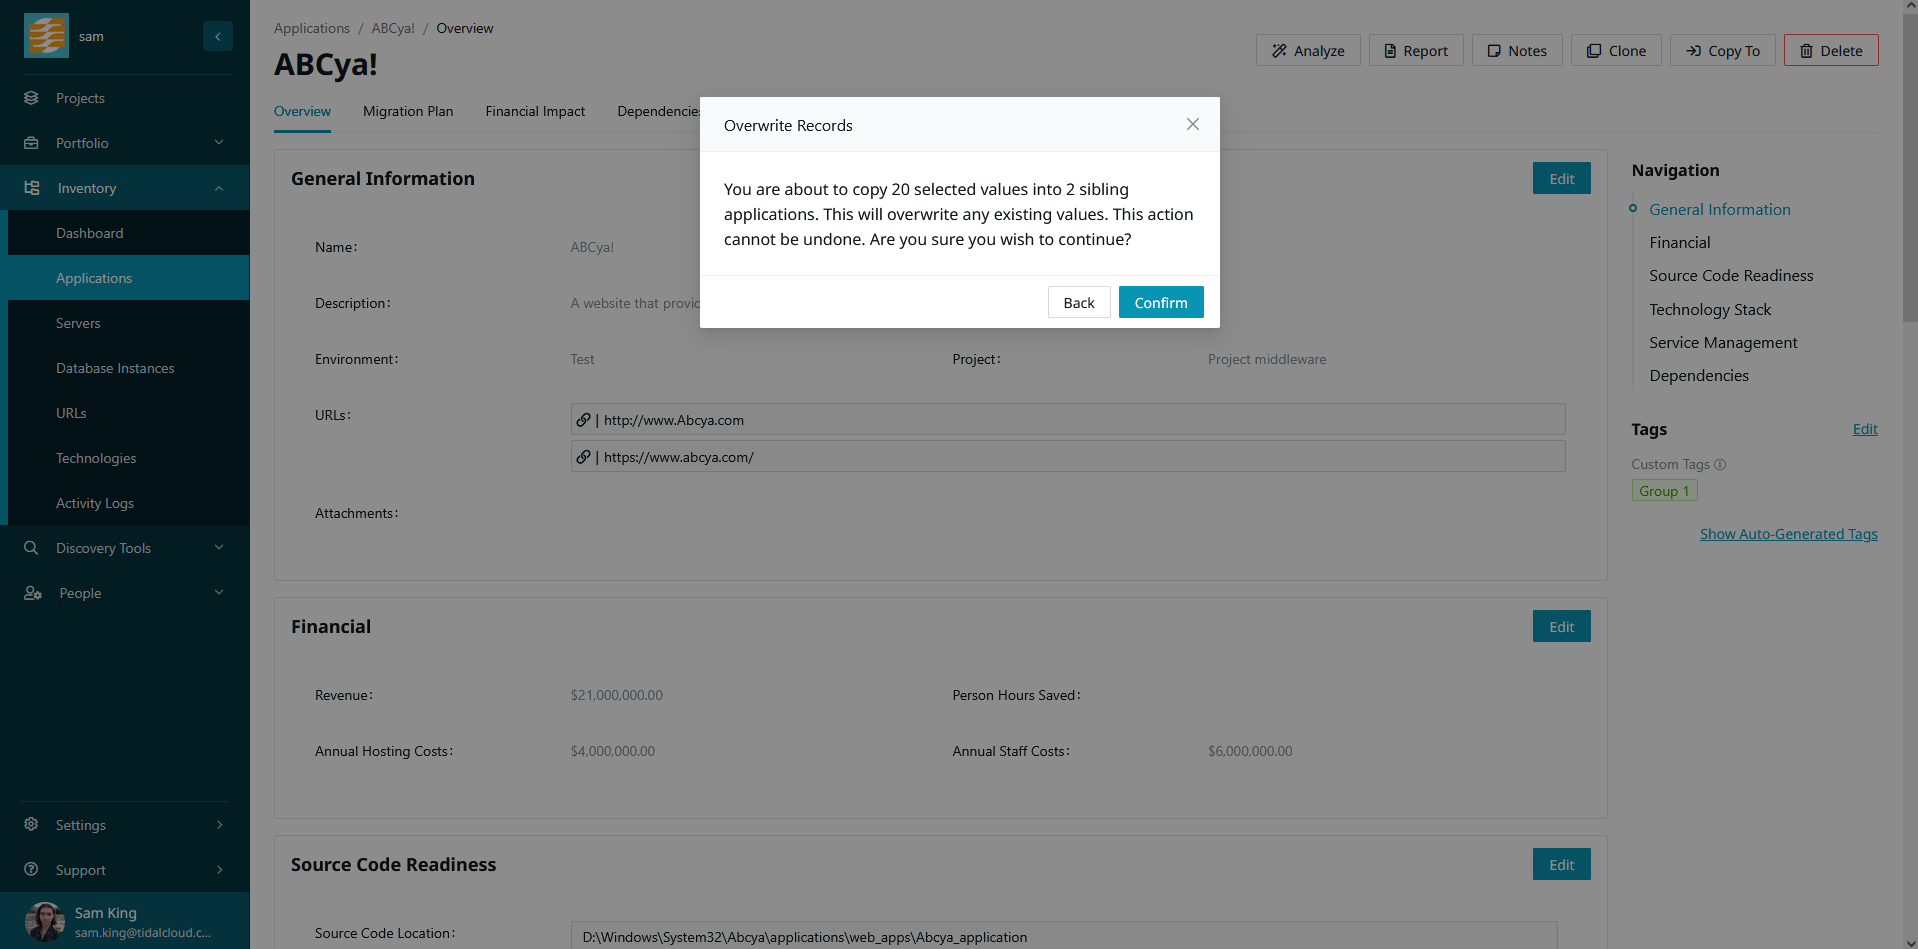 sam
Projects
Portfolio
Inventory
Dashboard
Applications
Servers
Database Instances
URLs
Technologies
Activity Logs
Discovery Tools
People
Settings
Support
Sam King
sam.king@tidalcloud.c...
Applications / ABCya! / Overview
ABCya!
Analyze
Report
Notes
Clone
Copy To
Delete
Overview
Migration Plan
Financial Impact
Overwrite Records
You are about to copy 20 selected values into 2 sibling
applications. This will overwrite any existing values. This action
cannot be undone. Are you sure you wish to continue?
Back
Confirm
General Information
Edit
Name:
ABCya!
Description:
A website that
Environment:
Test
Project:
Project middleware
URLs:
| http://www.Abcya.com
| https://www.abcya.com/
Attachments:
Financial
Edit
Revenue:
$21,000,000.00
Person Hours Saved:
Annual Hosting Costs:
$4,000,000.00
Annual Staff Costs:
$6,000,000.00
Source Code Readiness
Edit
Source Code Location:
D:\Windows\System32\Abcya\applications\web_apps\Abcya_application
Navigation
General Information
Financial
Source Code Readiness
Technology Stack
Service Management
Dependencies
Tags
Edit
Custom Tags
Group 1
Show Auto-Generated Tags